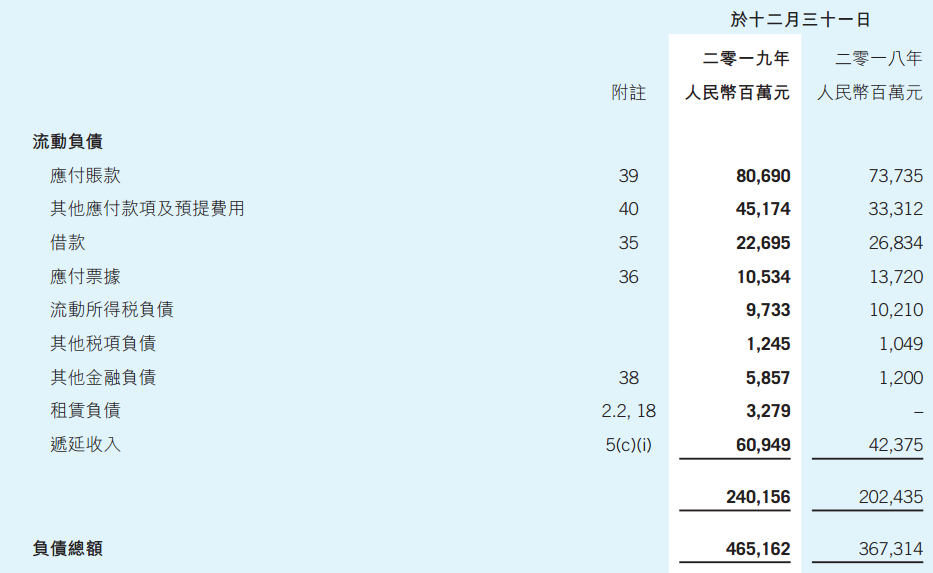 於十二月三十一日
二零一九年 二零一八年
附註 人民幣百萬元 人民幣百萬元
流動負債
應付賬款 39 80,690 73,735
其他應付款項及預提費用 40 45,174 33,312
借款 35 22,695 26,834
應付票據 36 10,534 13,720
流動所得稅負債 9,733 10,210
其他稅項負債 1,245 1,049
其他金融負債 38 5,857 1,200
租賃負債 2.2, 18 3,279 –
遞延收入 5(c)(i) 60,949 42,375
240,156 202,435
負債總額 465,162 367,314